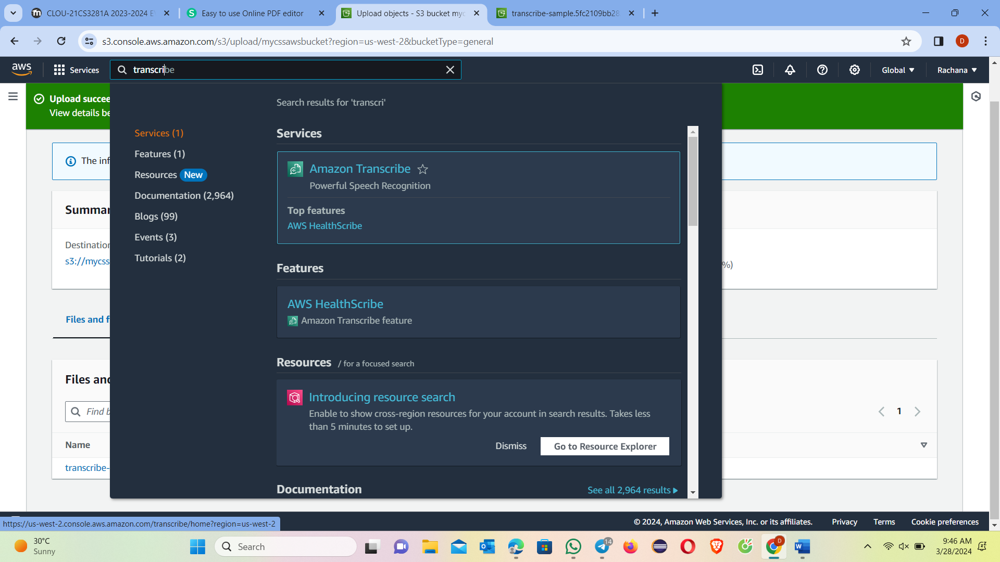 CLOU-21CS3281A 2023-2024 E
Easy to use Online PDF editor
Upload objects - S3 bucket myc
transcribe-sample.5fc2109bb28
s3.console.aws.amazon.com/s3/upload/mycssawsbucket?region=us-west-2&bucketType=general
D
aws
Services
transcribe
Global
Rachana
Upload succee
View details be
The inf
Summar
Destination
s3://mycss
%)
Files and f
Files and
Find b
1
Name
transcribe-
Search results for 'transcri'
Services (1)
Features (1)
Resources New
Documentation (2,964)
Blogs (99)
Events (3)
Tutorials (2)
Services
Amazon Transcribe
Powerful Speech Recognition
Top features
AWS HealthScribe
Features
AWS HealthScribe
Amazon Transcribe feature
Resources / for a focused search
Introducing resource search
Enable to show cross-region resources for your account in search results. Takes less
than 5 minutes to set up.
Dismiss
Go to Resource Explorer
Documentation
See all 2,964 results
https://us-west-2.console.aws.amazon.com/transcribe/home?region=us-west-2
© 2024, Amazon Web Services, Inc. or its affiliates.
Privacy
Terms
Cookie preferences
30°C
Sunny
Search
14
D
9:46 AM
3/28/2024